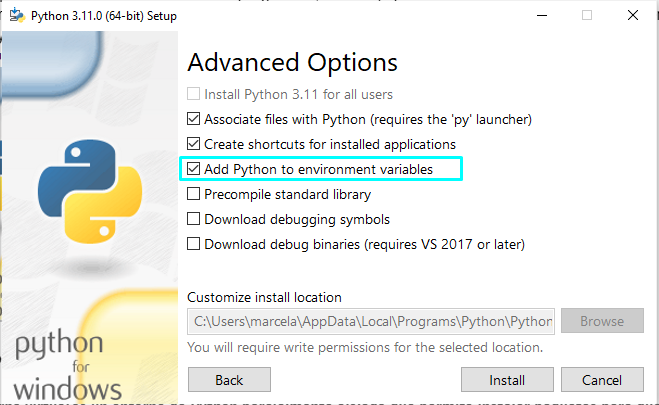 Python 3.11.0 (64-bit) Setup
Advanced Options
Install Python 3.11 for all users
Associate files with Python (requires the 'py' launcher)
Create shortcuts for installed applications
Add Python to environment variables
Precompile standard library
Download debugging symbols
Download debug binaries (requires VS 2017 or later)
Customize install location
C:\Users\marcela\AppData\Local\Programs\Python\Python
Browse
You will require write permissions for the selected location.
python
for
windows
Back
Install
Cancel